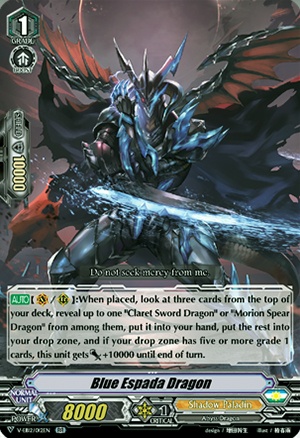 1
GRADE
BOOST
SHIELD 10000
Do not seek mercy from me.
AUTO [ / ]:When placed, look at three cards from the top of
your deck, reveal up to one "Claret Sword Dragon" or "Morion Spear
Dragon" from among them, put it into your hand, put the rest into
your drop zone, and if your drop zone has five or more grade 1
cards, this unit gets +10000 until end of turn.
Blue Espada Dragon
NORMAL
UNIT
POWER
8000
1
CRITICAL
Shadow Paladin
Abyss Dragon
RR